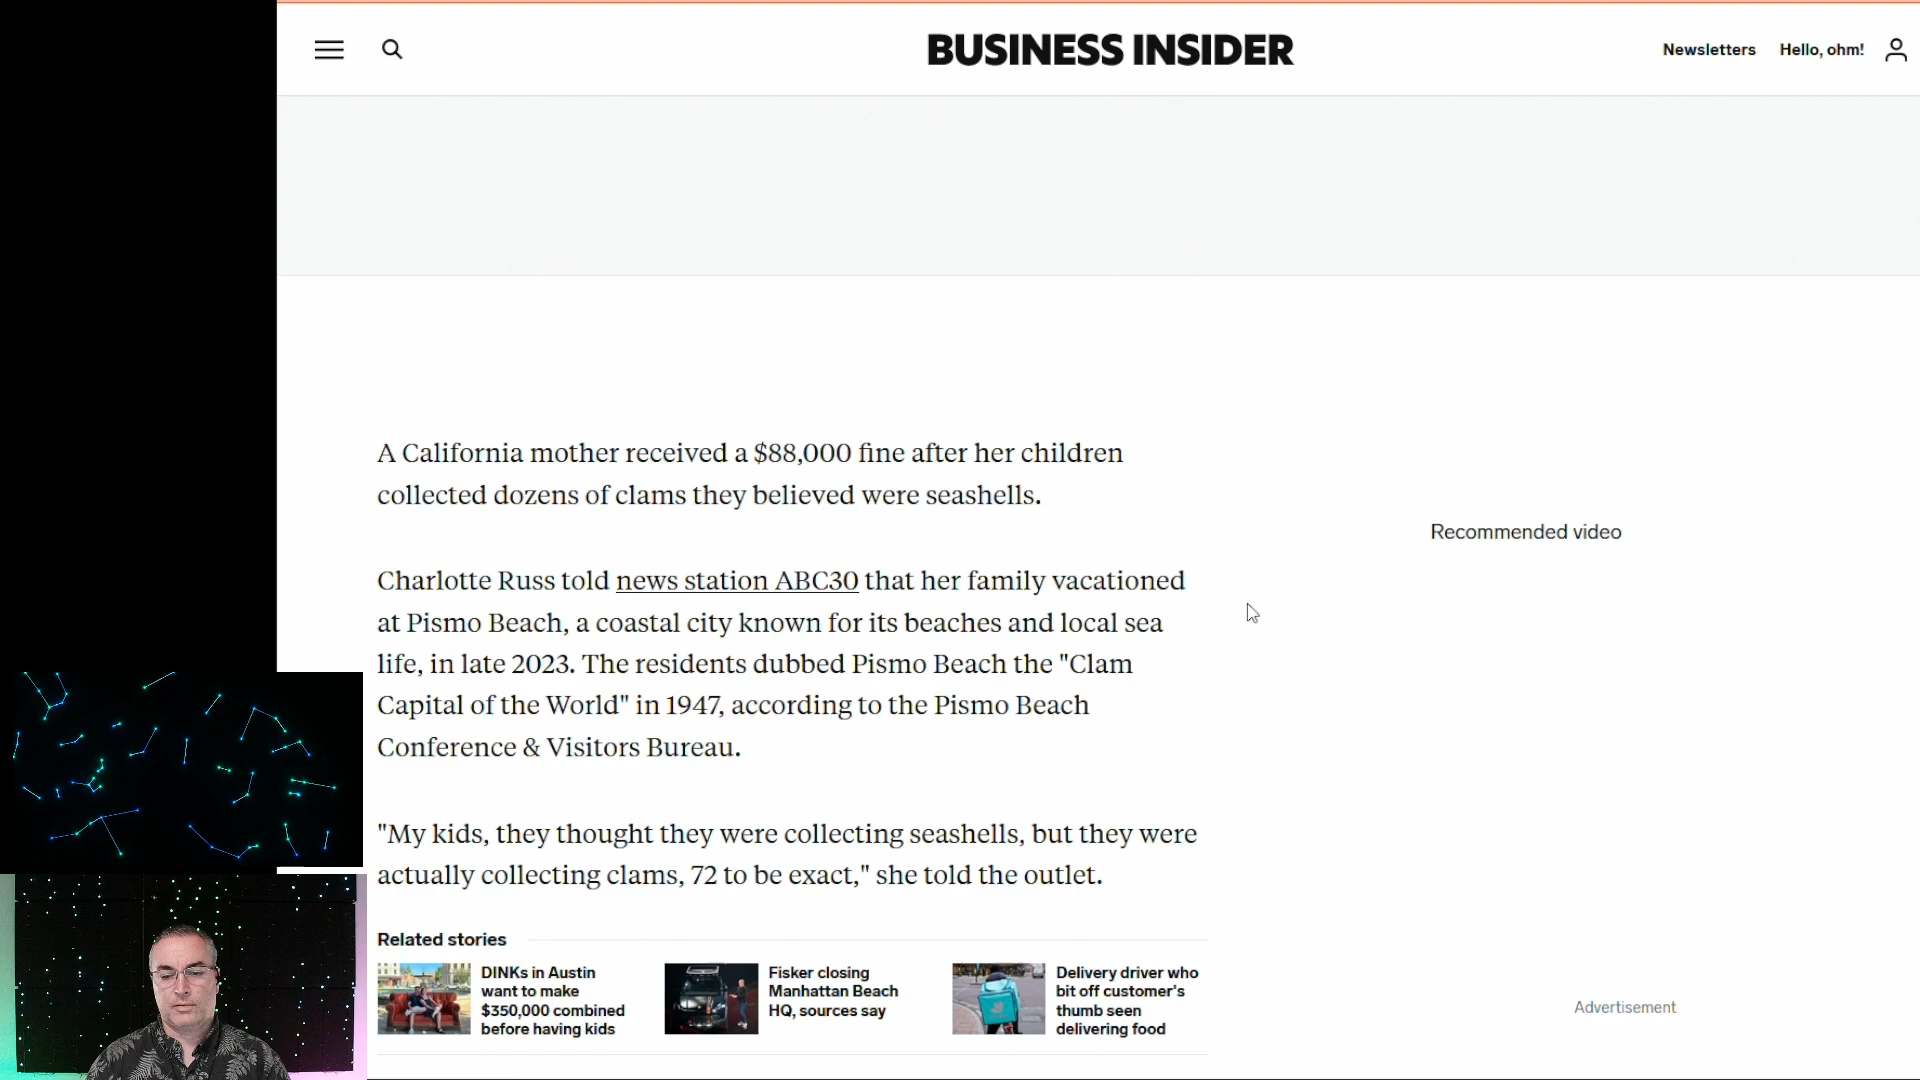 BUSINESS INSIDER
Newsletters
Hello, ohm!
A California mother received a $88,000 fine after her children
collected dozens of clams they believed were seashells.
Recommended video
Charlotte Russ told news station ABC30 that her family vacationed
at Pismo Beach, a coastal city known for its beaches and local sea
life, in late 2023. The residents dubbed Pismo Beach the "Clam
Capital of the World" in 1947, according to the Pismo Beach
Conference & Visitors Bureau.
"My kids, they thought they were collecting seashells, but they were
actually collecting clams, 72 to be exact," she told the outlet.
Related stories
DINKs in Austin
want to make
$350,000 combined
before having kids
Fisker closing
Manhattan Beach
HQ, sources say
Delivery driver who
bit off customer's
thumb seen
delivering food
Advertisement